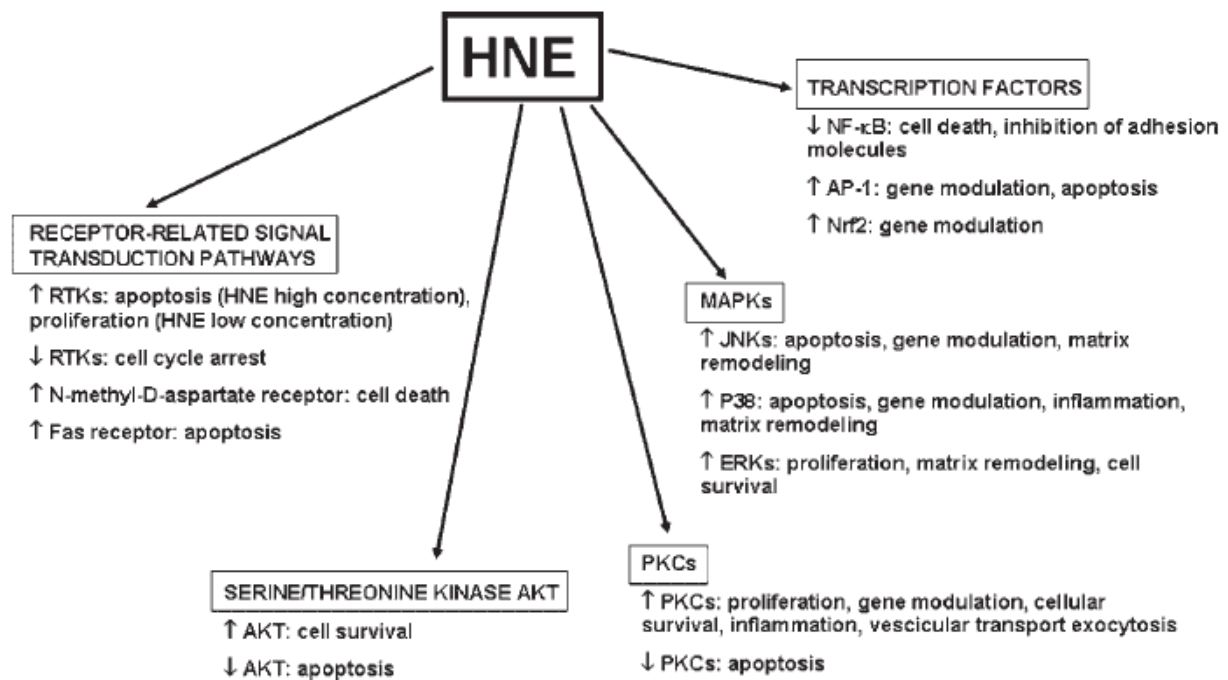 HNE
TRANSCRIPTION FACTORS
↓ NF-κB: cell death, inhibition of adhesion
molecules
↑ AP-1: gene modulation, apoptosis
↑ Nrf2: gene modulation
RECEPTOR-RELATED SIGNAL
TRANSDUCTION PATHWAYS
↑ RTKs: apoptosis (HNE high concentration),
proliferation (HNE low concentration)
↓ RTKs: cell cycle arrest
↑ N-methyl-D-aspartate receptor: cell death
↑ Fas receptor: apoptosis
MAPKs
↑ JNKs: apoptosis, gene modulation, matrix
remodeling
↑ P38: apoptosis, gene modulation, inflammation,
matrix remodeling
↑ ERKs: proliferation, matrix remodeling, cell
survival
SERINE/THREONINE KINASE AKT
↑ AKT: cell survival
↓ AKT: apoptosis
PKCs
↑ PKCs: proliferation, gene modulation, cellular
survival, inflammation, vescicular transport exocytosis
↓ PKCs: apoptosis